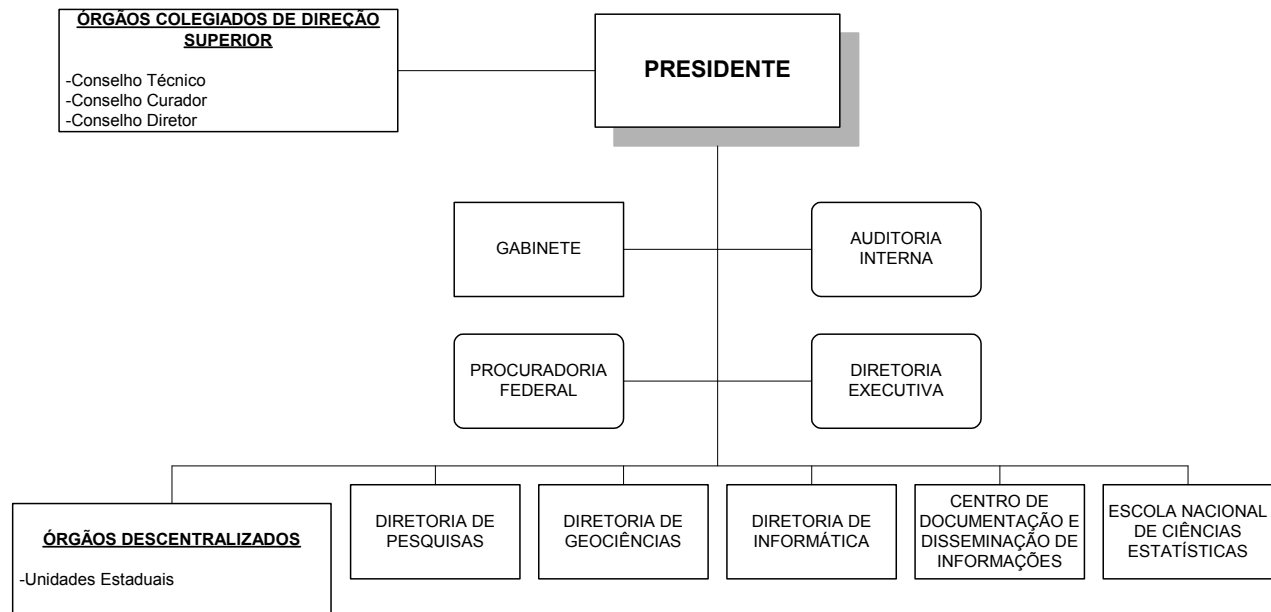 ÓRGÃOS COLEGIADOS DE DIREÇÃO
SUPERIOR
-Conselho Técnico
-Conselho Curador
-Conselho Diretor
PRESIDENTE
GABINETE
AUDITORIA
INTERNA
PROCURADORIA
FEDERAL
DIRETORIA
EXECUTIVA
ÓRGÃOS DESCENTRALIZADOS
-Unidades Estaduais
DIRETORIA DE
PESQUISAS
DIRETORIA DE
GEOCIÊNCIAS
DIRETORIA DE
INFORMÁTICA
CENTRO DE
DOCUMENTAÇÃO E
DISSEMINAÇÃO DE
INFORMAÇÕES
ESCOLA NACIONAL
DE CIÊNCIAS
ESTATÍSTICAS